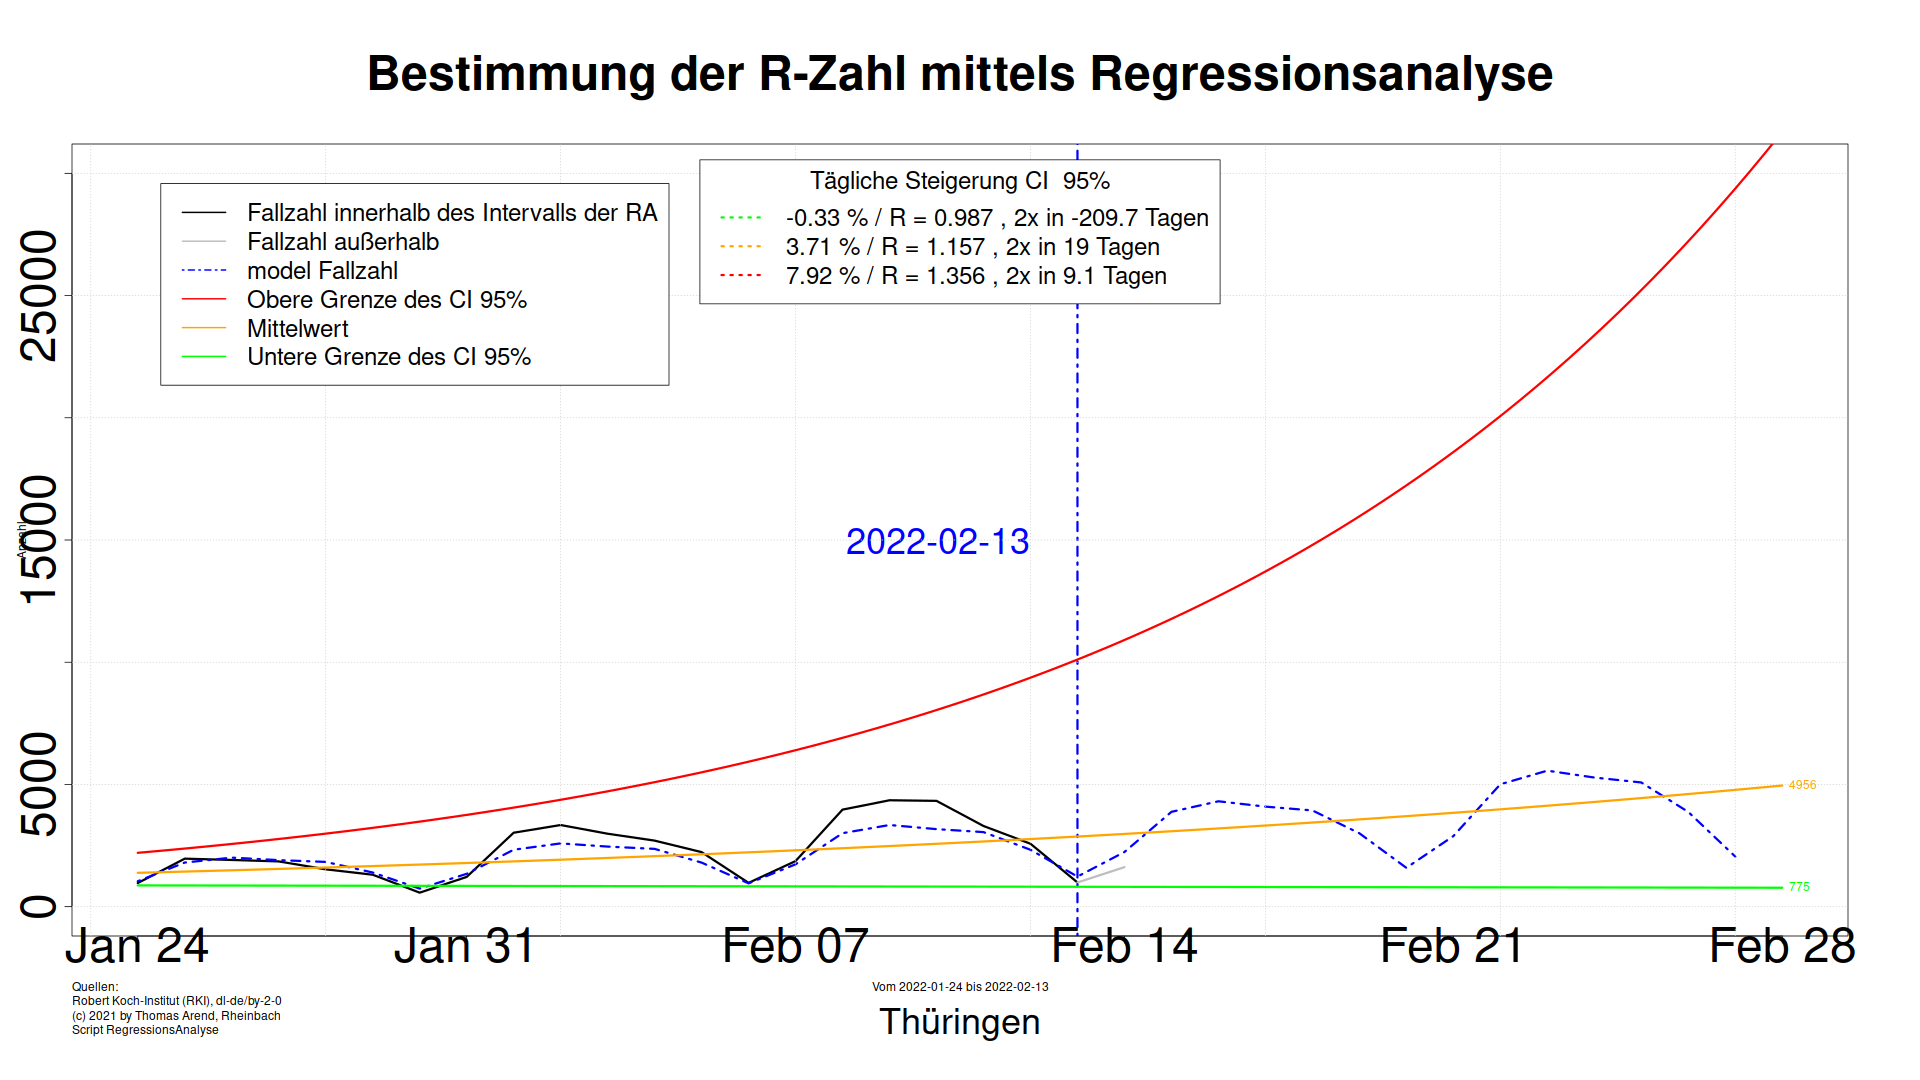 Bestimmung der R-Zahl mittels Regressionsanalyse
Fallzahl innerhalb des Intervalls der RA
Fallzahl außerhalb
model Fallzahl
Obere Grenze des CI 95%
Mittelwert
Untere Grenze des CI 95%
Tägliche Steigerung CI 95%
-0.33 % / R = 0.987 , 2x in -209.7 Tagen
3.71 % / R = 1.157 , 2x in 19 Tagen
7.92 % / R = 1.356 , 2x in 9.1 Tagen
25000
15000
5000
0
Anzahl
2022-02-13
4956
775
Jan 24 Jan 31 Feb 07 Feb 14 Feb 21 Feb 28
Quellen:
Robert Koch-Institut (RKI), dl-de/by-2-0
(c) 2021 by Thomas Arend, Rheinbach
Script RegressionsAnalyse
Vom 2022-01-24 bis 2022-02-13
Thüringen